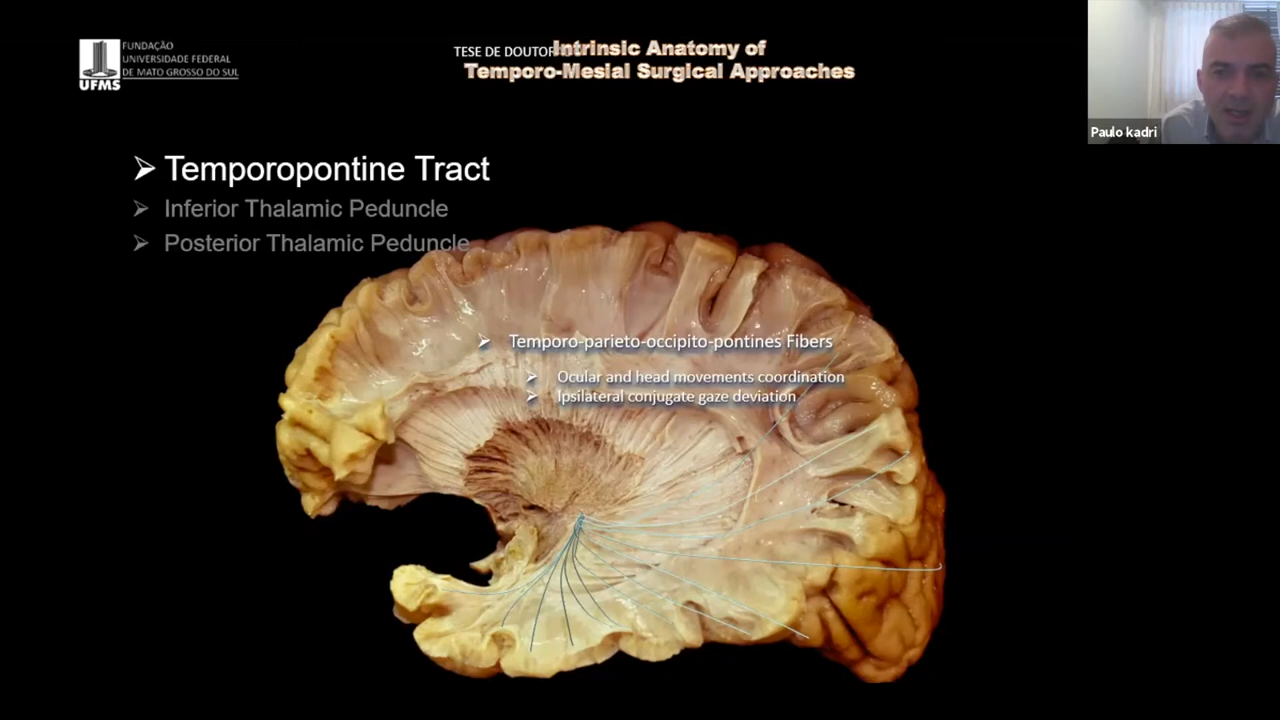 FUNDAÇÃO
UNIVERSIDADE FEDERAL
DE MATO GROSSO DO SUL
UFMS
TESE DE DOUTOR
Intrinsic Anatomy of
Temporo-Mesial Surgical Approaches
Paulo kadri
➢ Temporopontine Tract
➢ Inferior Thalamic Peduncle
➢ Posterior Thalamic Peduncle
➢ Temporo-parieto-occipito-pontines Fibers
➢ Ocular and head movements coordination
➢ Ipsilateral conjugate gaze deviation